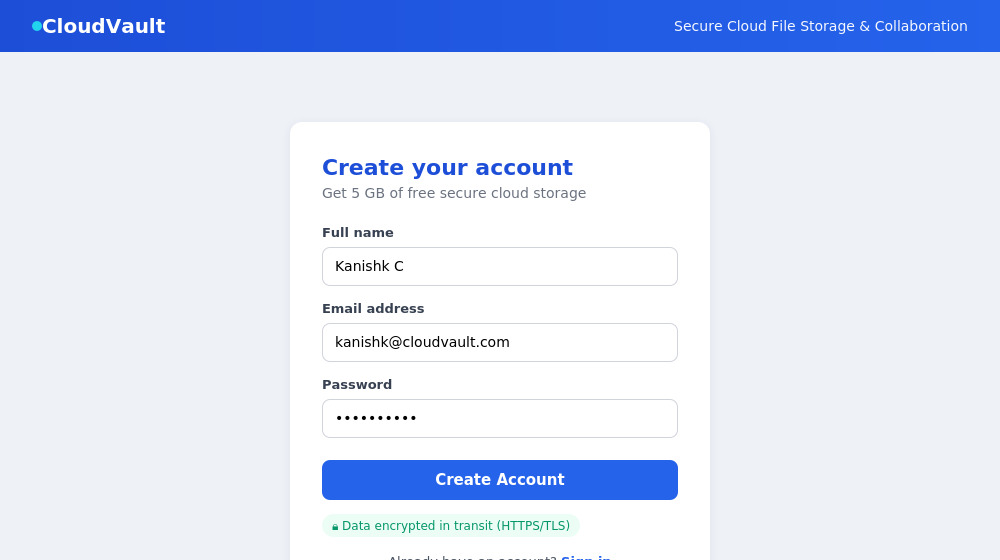 CloudVault
Secure Cloud File Storage & Collaboration
Create your account
Get 5 GB of free secure cloud storage
Full name
Kanishk C
Email address
kanishk@cloudvault.com
Password
••••••••••
Create Account
Data encrypted in transit (HTTPS/TLS)
Already have an account? Sign in